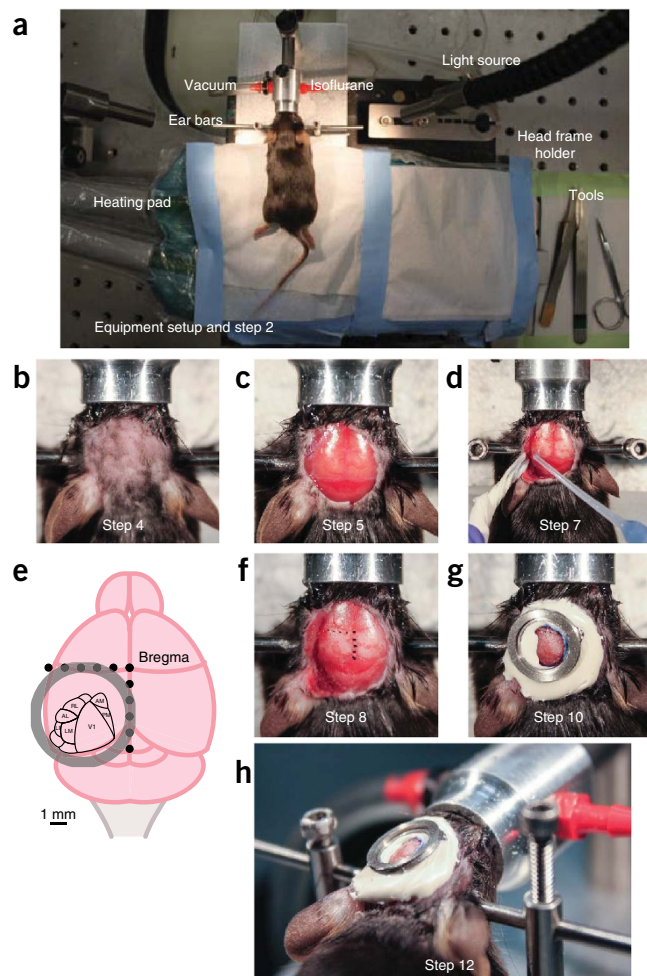 a
Light source
Vacuum
Isoflurane
Ear bars
Head frame
holder
Tools
Heating pad
Equipment setup and step 2
b
c
d
Step 4
Step 5
Step 7
e
f
g
Bregma
RL
AM
AL
PM
LM
V1
1 mm
Step 8
Step 10
h
Step 12